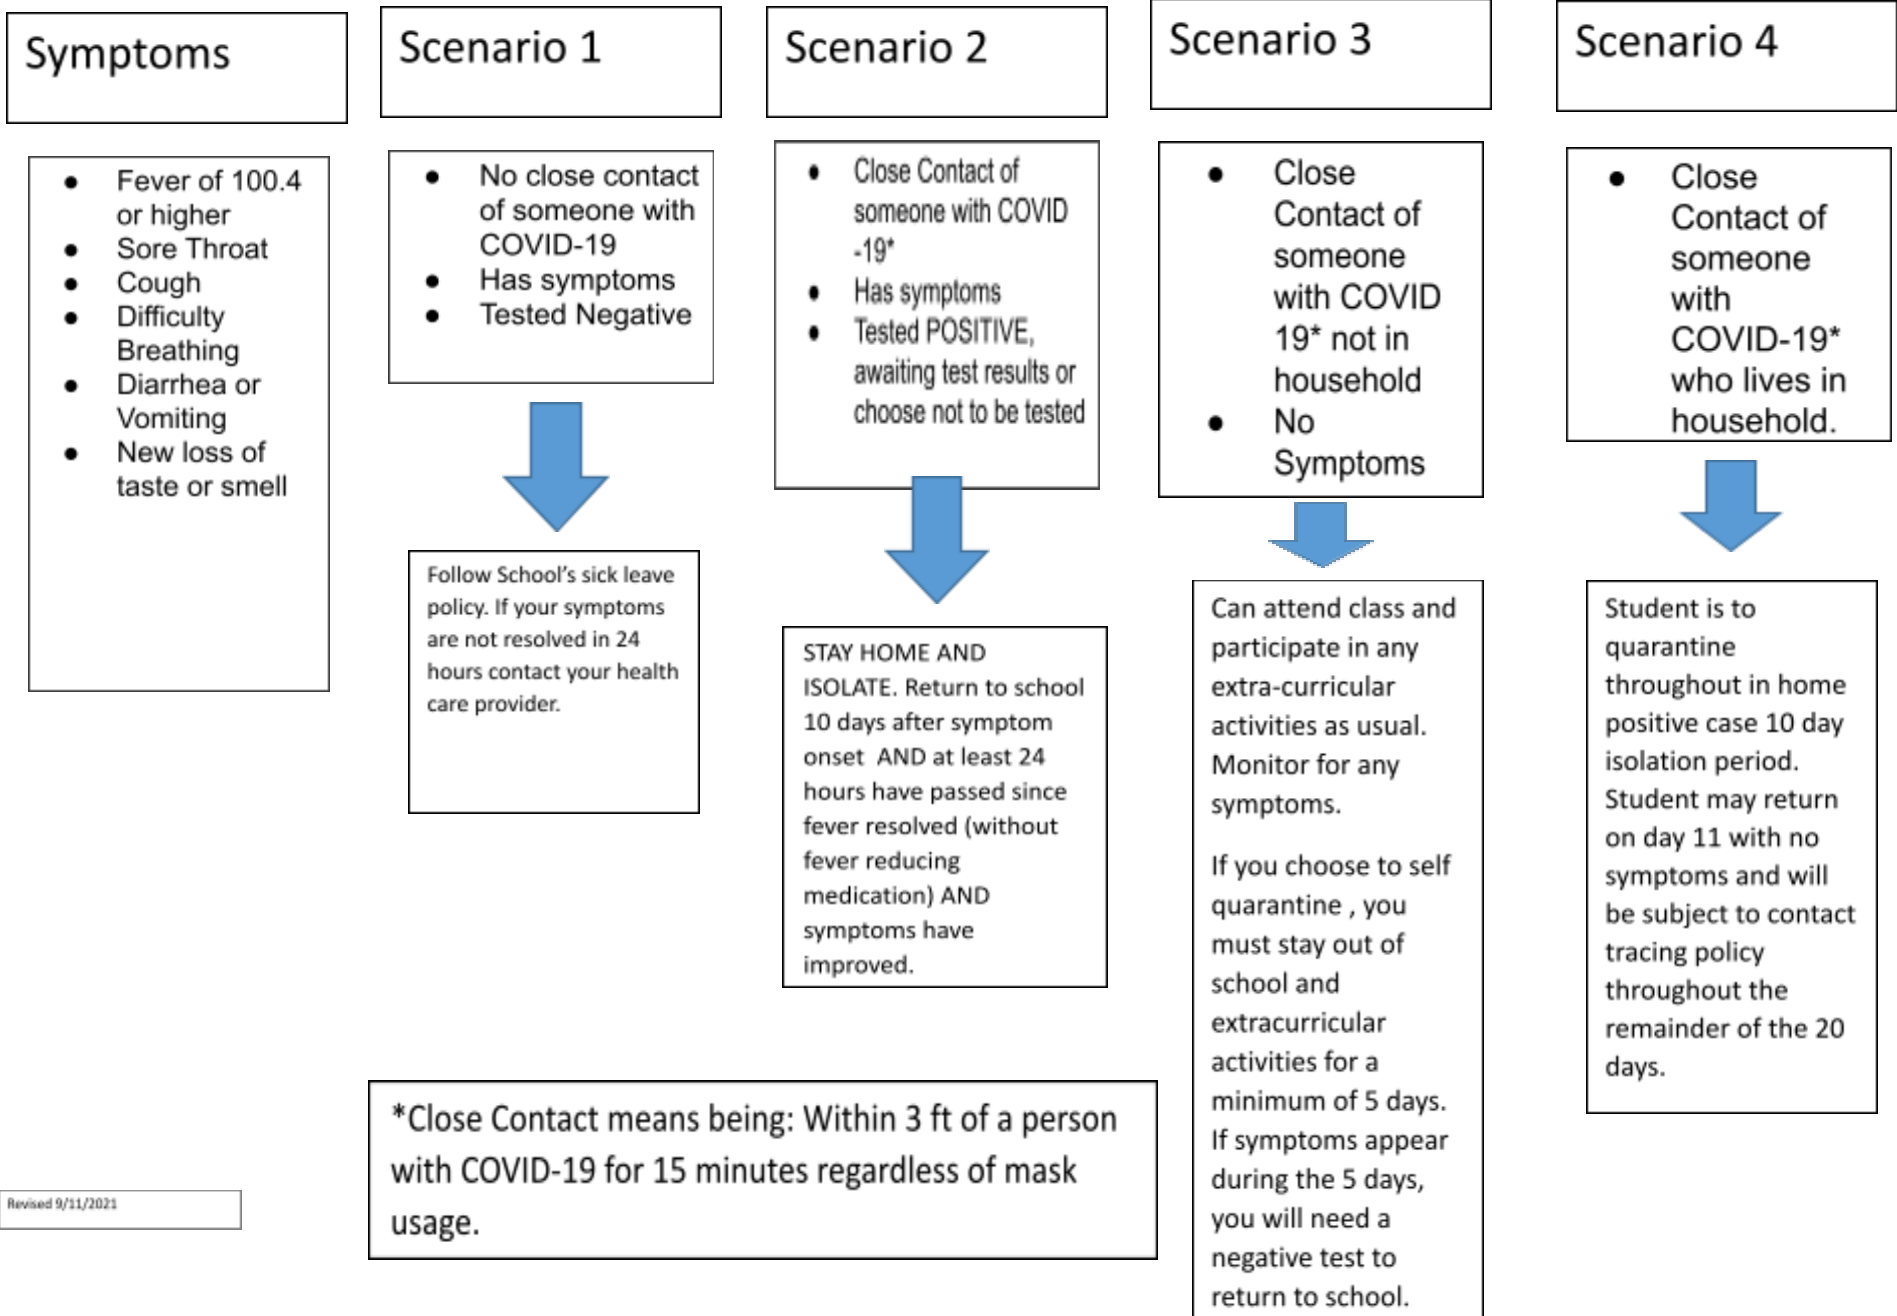 Symptoms
Fever of 100.4
or higher
Sore Throat
Cough
Difficulty
Breathing
Diarrhea or
Vomiting
New loss of
taste or smell
Scenario 1
No close contact
of someone with
COVID-19
Has symptoms
Tested Negative
Follow School's sick leave
policy. If your symptoms
are not resolved in 24
hours contact your health
care provider.
Scenario 2
Close Contact of
someone with COVID
-19*
Has symptoms
Tested POSITIVE,
awaiting test results or
choose not to be tested
STAY HOME AND
ISOLATE. Return to school
10 days after symptom
onset  AND at least 24
hours have passed since
fever resolved (without
fever reducing
medication) AND
symptoms have
improved.
Scenario 3
Close
Contact of
someone
with COVID
19* not in
household
No
Symptoms
Can attend class and
participate in any
extra-curricular
activities as usual.
Monitor for any
symptoms.
If you choose to self
quarantine , you
must stay out of
school and
extracurricular
activities for a
minimum of 5 days.
If symptoms appear
during the 5 days,
you will need a
negative test to
return to school.
Scenario 4
Close
Contact of
someone
with
COVID-19*
who lives in
household.
Student is to
quarantine
throughout in home
positive case 10 day
isolation period.
Student may return
on day 11 with no
symptoms and will
be subject to contact
tracing policy
throughout the
remainder of the 20
days.
*Close Contact means being: Within 3 ft of a person
with COVID-19 for 15 minutes regardless of mask
usage.
Revised 9/11/2021